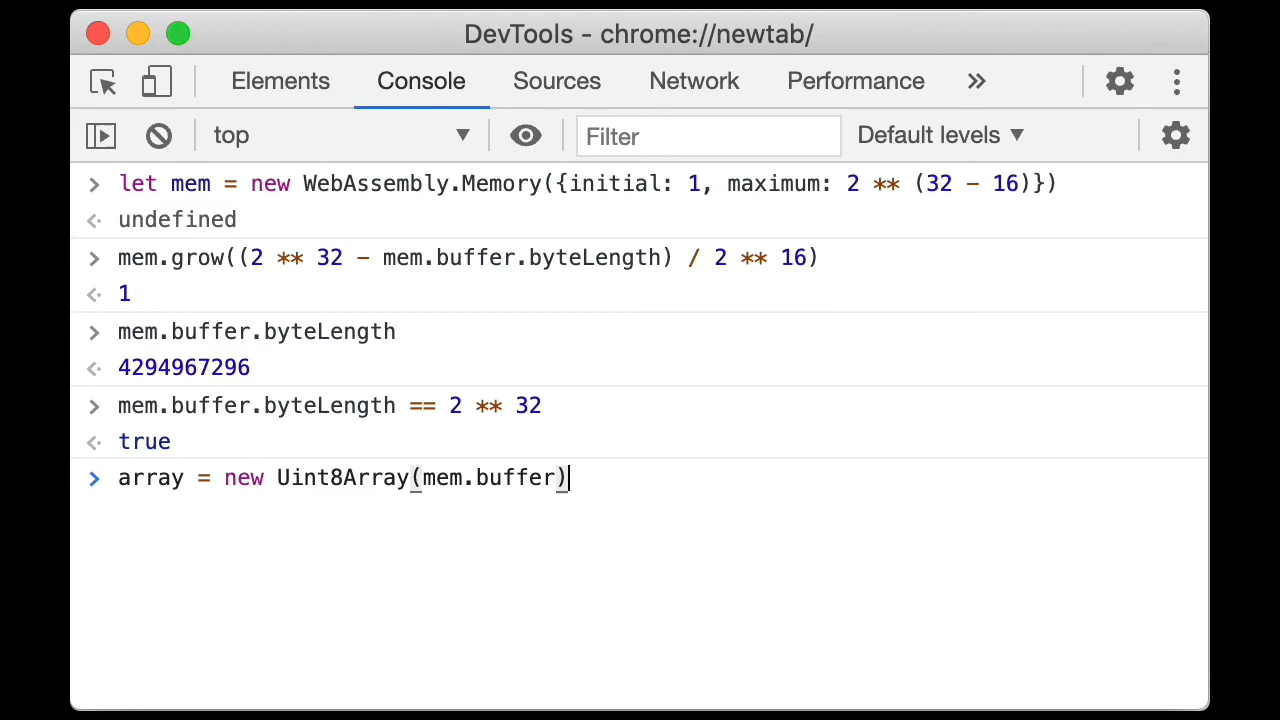 DevTools - chrome://newtab/
Elements Console Sources Network Performance »
top ▼ Filter Default levels ▼
> let mem = new WebAssembly.Memory({initial: 1, maximum: 2 ** (32 - 16)})
undefined
> mem.grow((2 ** 32 - mem.buffer.byteLength) / 2 ** 16)
1
> mem.buffer.byteLength
4294967296
> mem.buffer.byteLength == 2 ** 32
true
> array = new Uint8Array(mem.buffer)